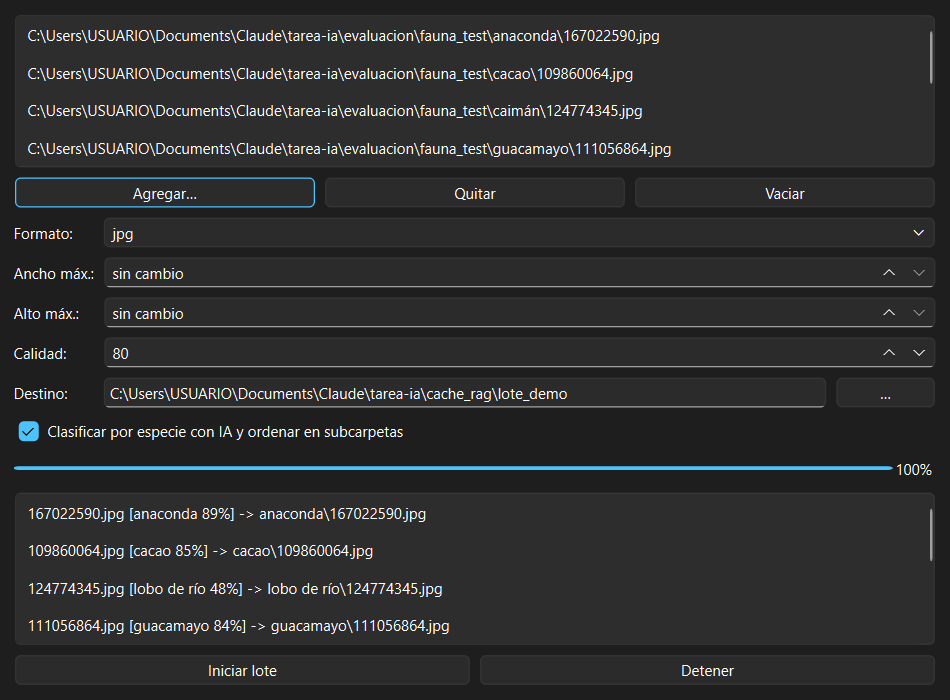 C:\Users\USUARIO\Documents\Claude\tarea-ia\evaluacion\fauna_test\anaconda\167022590.jpg
C:\Users\USUARIO\Documents\Claude\tarea-ia\evaluacion\fauna_test\cacao\109860064.jpg
C:\Users\USUARIO\Documents\Claude\tarea-ia\evaluacion\fauna_test\caimán\124774345.jpg
C:\Users\USUARIO\Documents\Claude\tarea-ia\evaluacion\fauna_test\guacamayo\111056864.jpg
Agregar... Quitar Vaciar
Formato: jpg
Ancho máx.: sin cambio
Alto máx.: sin cambio
Calidad: 80
Destino: C:\Users\USUARIO\Documents\Claude\tarea-ia\cache_rag\lote_demo ...
Clasificar por especie con IA y ordenar en subcarpetas
100%
167022590.jpg [anaconda 89%] -> anaconda\167022590.jpg
109860064.jpg [cacao 85%] -> cacao\109860064.jpg
124774345.jpg [lobo de río 48%] -> lobo de río\124774345.jpg
111056864.jpg [guacamayo 84%] -> guacamayo\111056864.jpg
Iniciar lote Detener